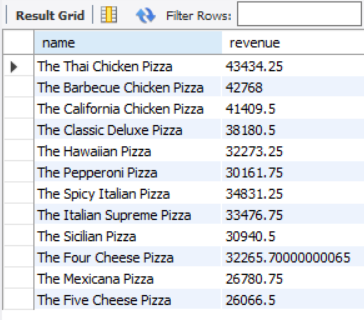 Result Grid Filter Rows:
name revenue
The Thai Chicken Pizza 43434.25
The Barbecue Chicken Pizza 42768
The California Chicken Pizza 41409.5
The Classic Deluxe Pizza 38180.5
The Hawaiian Pizza 32273.25
The Pepperoni Pizza 30161.75
The Spicy Italian Pizza 34831.25
The Italian Supreme Pizza 33476.75
The Sicilian Pizza 30940.5
The Four Cheese Pizza 32265.70000000065
The Mexicana Pizza 26780.75
The Five Cheese Pizza 26066.5